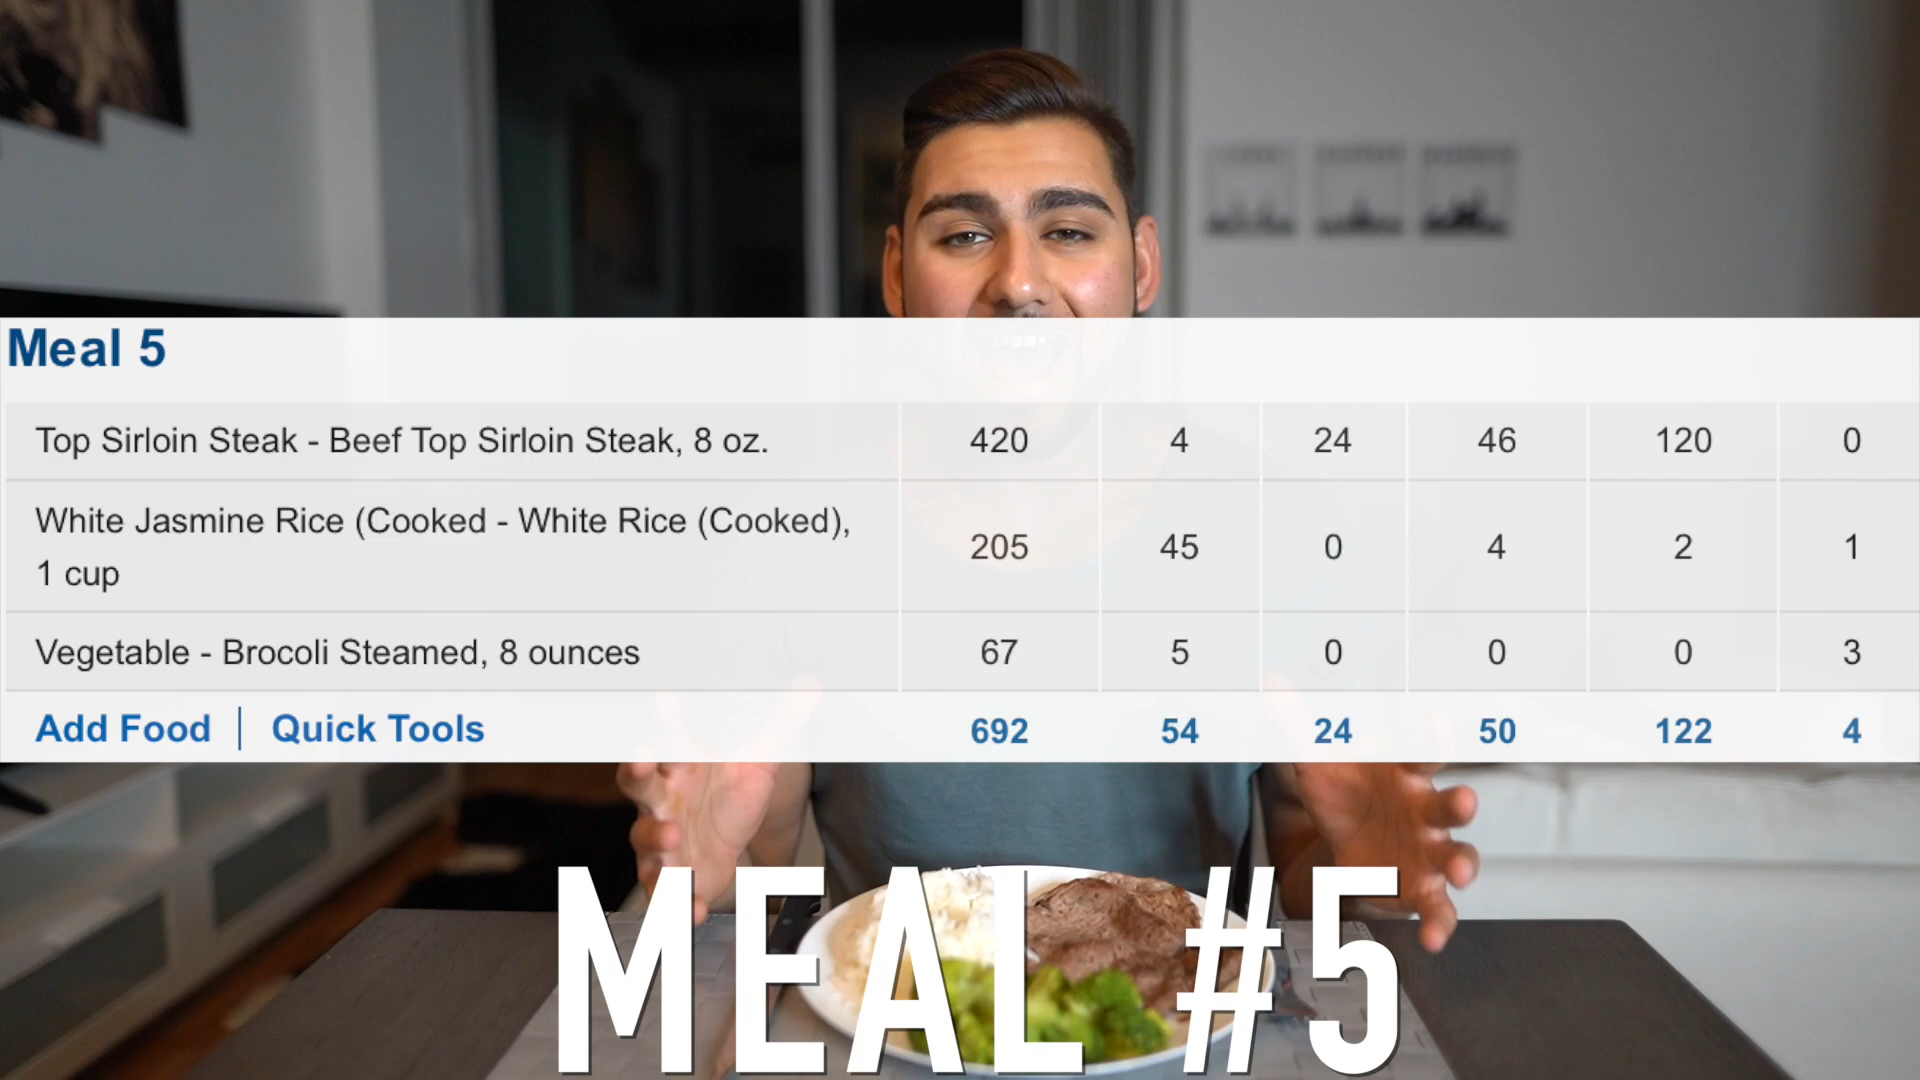 Meal 5
Top Sirloin Steak - Beef Top Sirloin Steak, 8 oz. 420 4 24 46 120 0
White Jasmine Rice (Cooked - White Rice (Cooked),
1 cup 205 45 0 4 2 1
Vegetable - Brocoli Steamed, 8 ounces 67 5 0 0 0 3
Add Food | Quick Tools 692 54 24 50 122 4
MEAL #5